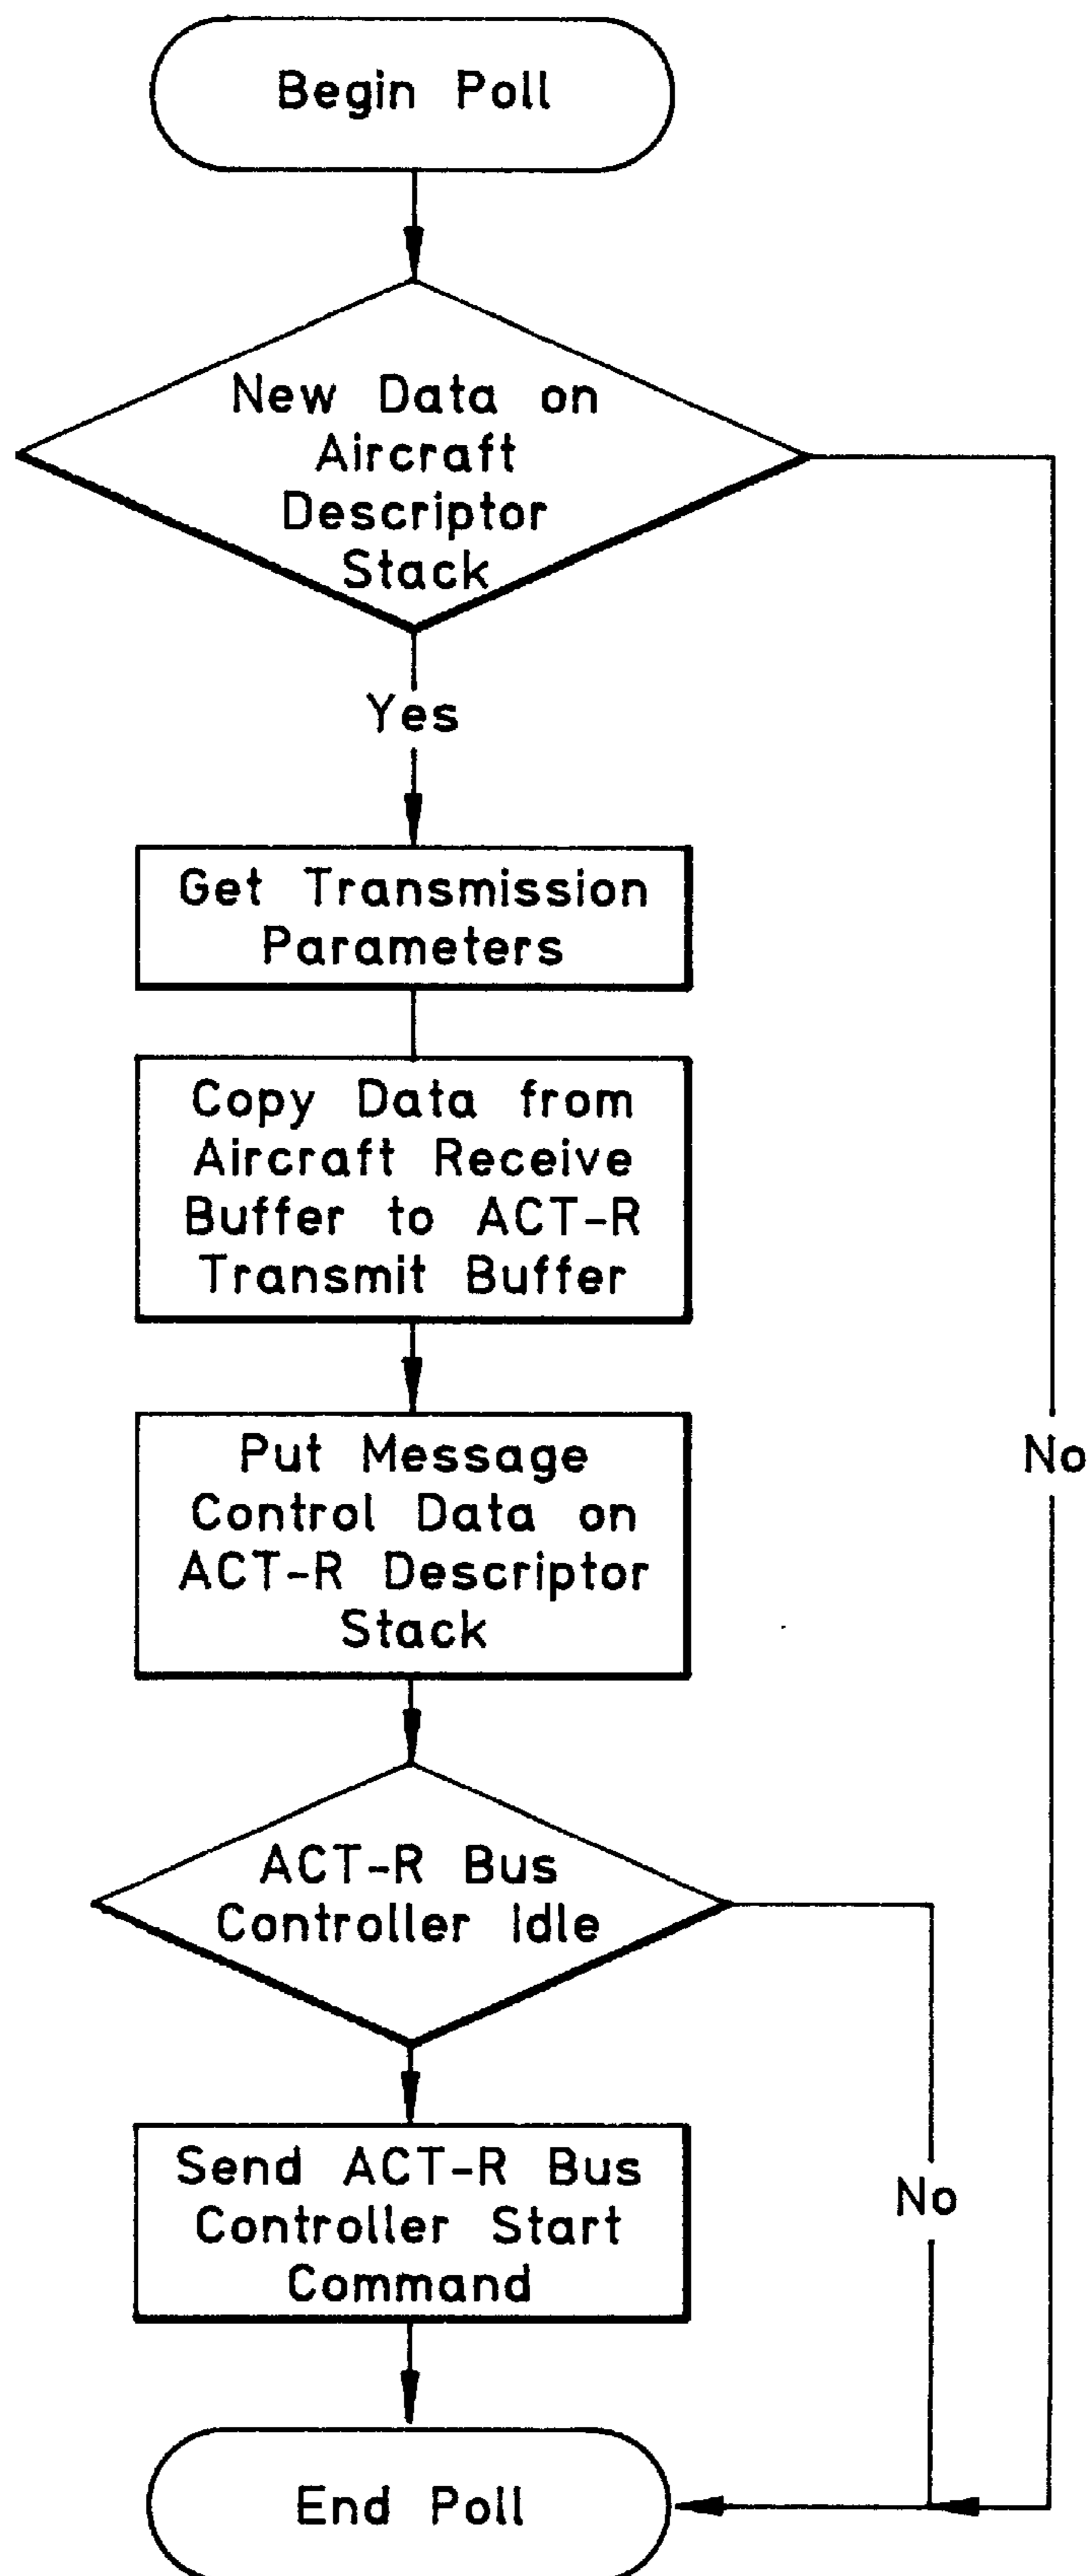 Begin Poll
New Data on
Aircraft
Descriptor
Stack
Yes
Get Transmission
Parameters
Copy Data from
Aircraft Receive
Buffer to ACT-R
Transmit Buffer
Put Message
Control Data on
ACT-R Descriptor
Stack
No
ACT-R Bus
Controller Idle
Send ACT-R Bus
Controller Start
Command
No
End Poll